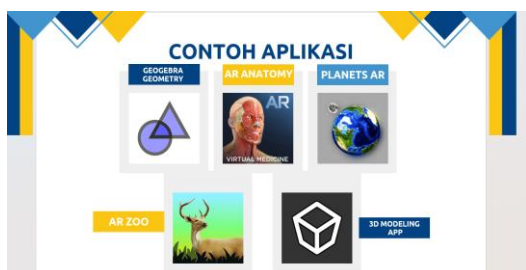 CONTOH APLIKASI
GEOGEBRA
GEOMETRY
AR ANATOMY
PLANETS AR
AR
VIRTUAL MEDICINE
AR ZOO
3D MODELING
APP